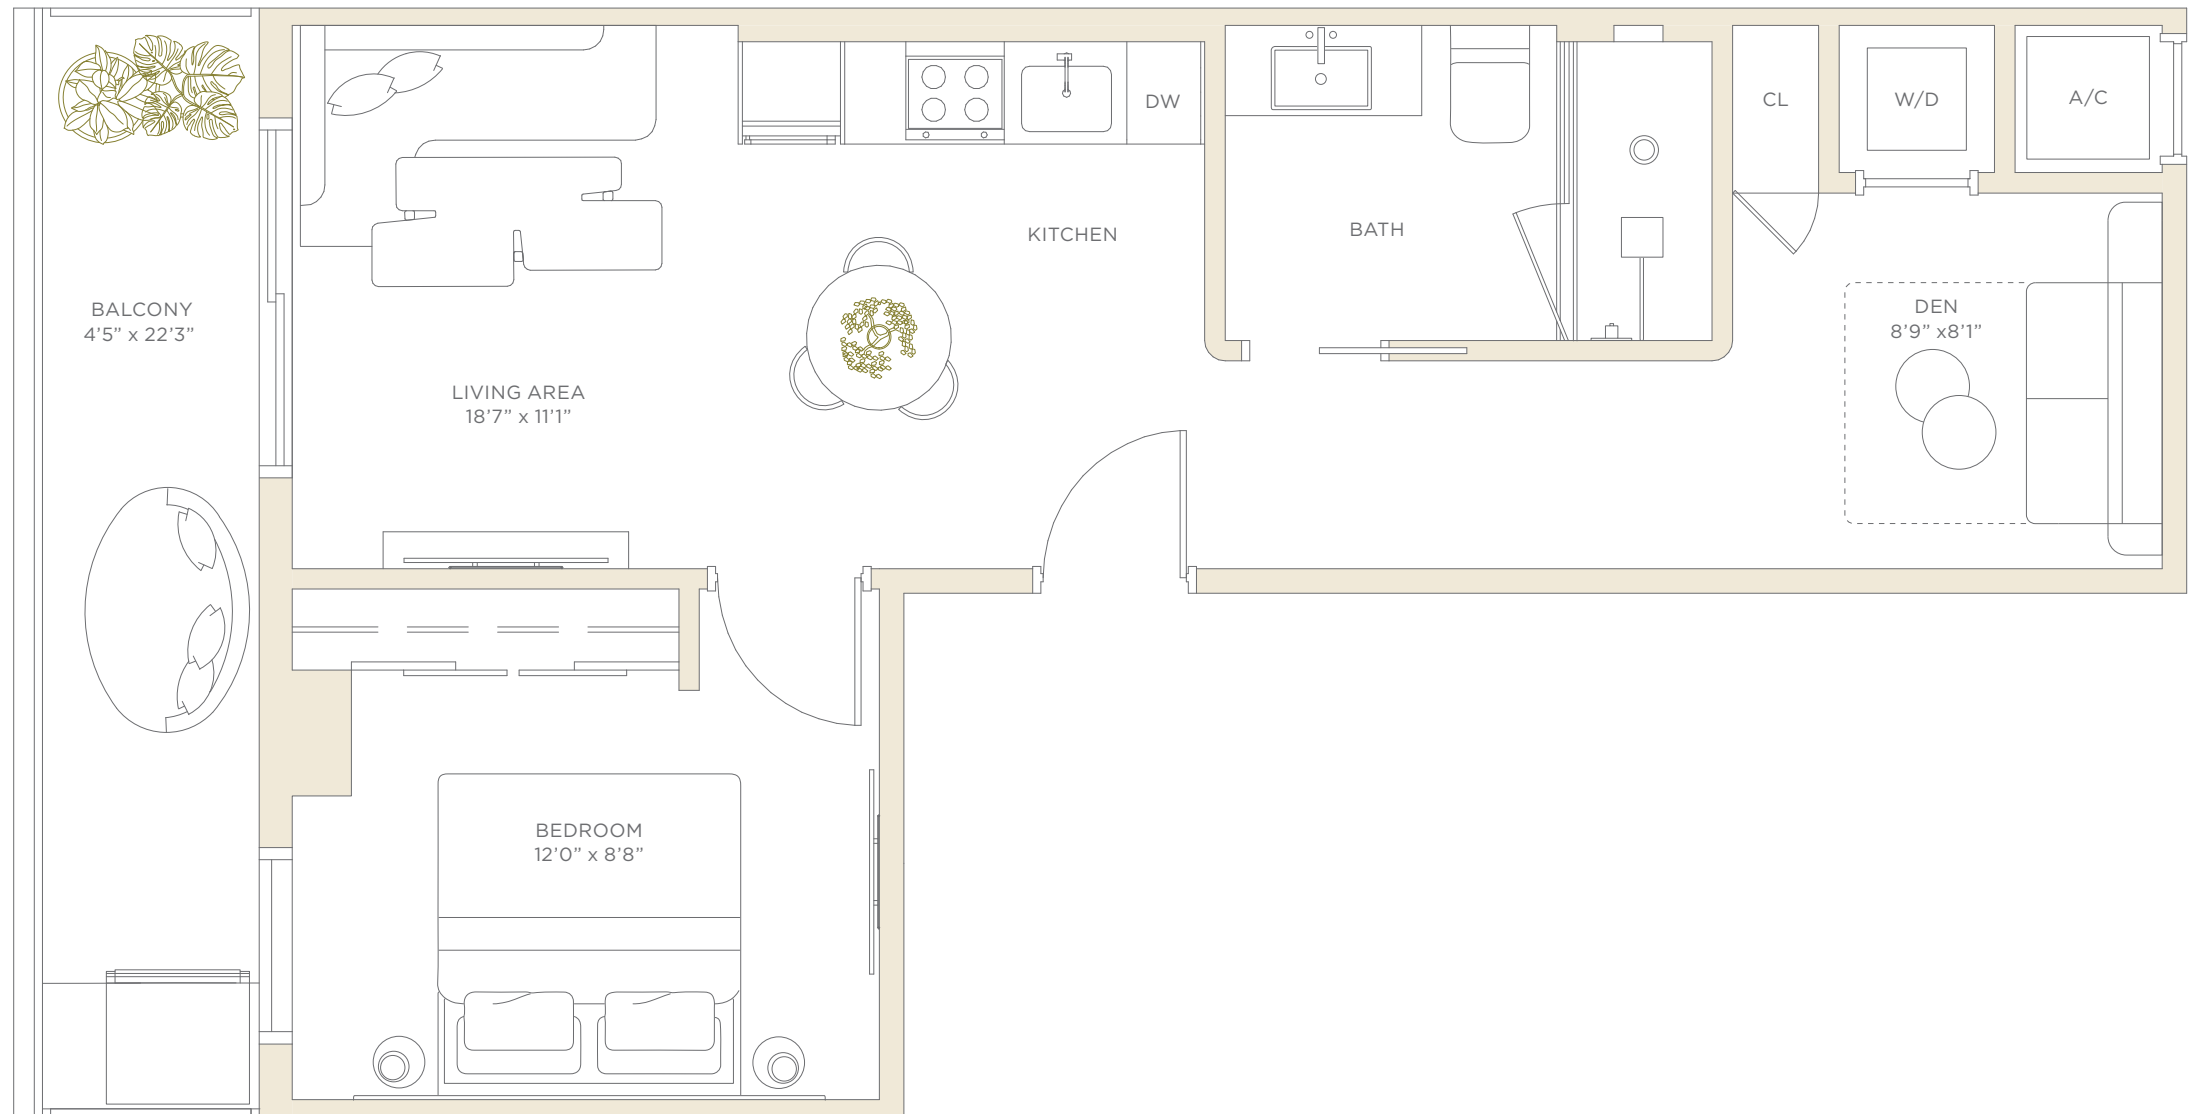 DW
CL
W/D
A/C
KITCHEN
BATH
BALCONY
4’5” x 22’3”
DEN
8’9” x8’1”
LIVING AREA
18’7” x 11’1”
BEDROOM
12’0” x 8’8”